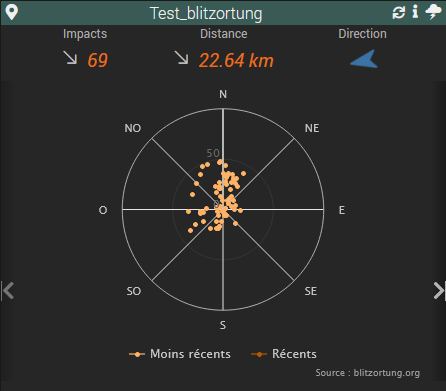 Test_blitzortung
Impacts Distance Direction
69 22.64 km
N
NO NE
50
O E
SO SE
S
Moins récents Récents
Source : blitzortung.org